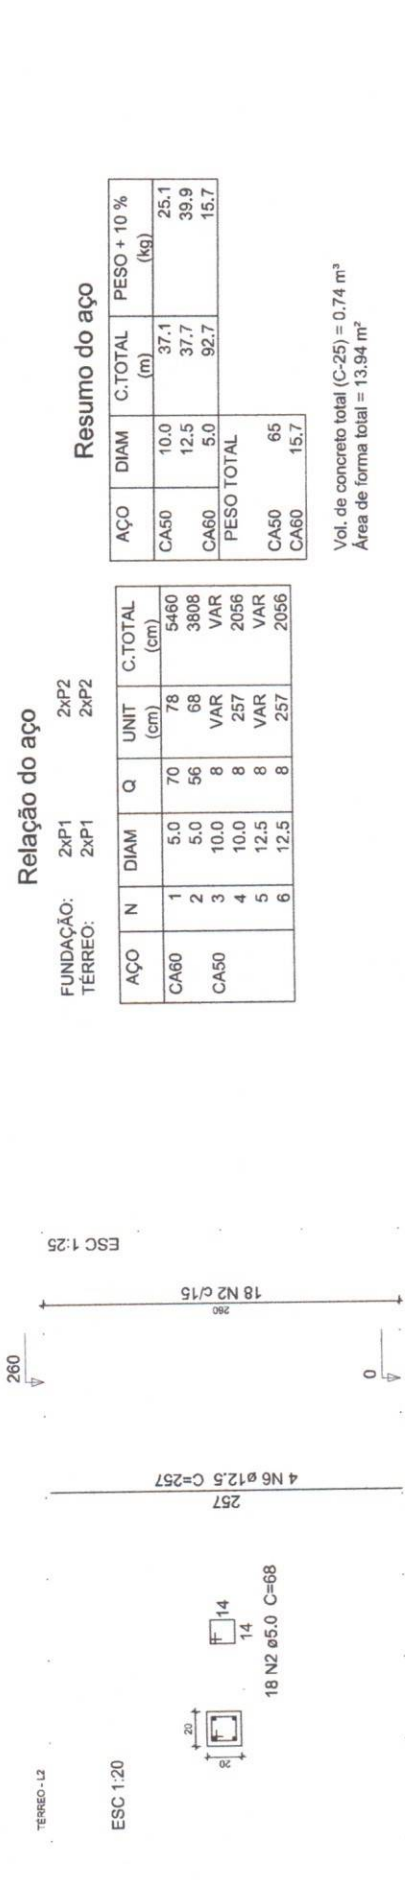 TÉRREO - L2
ESC 1:20
20
20
14
14
18 N2 ø5.0 C=68
257
4 N6 ø12.5 C=257
260
0
260
18 N2 c/15
ESC 1:25
Relação do aço
FUNDAÇÃO: 2xP1 2xP2
TÉRREO: 2xP1 2xP2
AÇO N DIAM Q UNIT C.TOTAL
(cm) (cm)
CA60 1 5.0 70 78 5460
2 5.0 56 68 3808
CA50 3 10.0 8 VAR VAR
4 10.0 8 257 2056
5 12.5 8 VAR VAR
6 12.5 8 257 2056
Resumo do aço
AÇO DIAM C.TOTAL PESO + 10 %
(m) (kg)
CA50 10.0 37.1 25.1
12.5 37.7 39.9
CA60 5.0 92.7 15.7
PESO TOTAL
CA50 65
CA60 15.7
Vol. de concreto total (C-25) = 0.74 m³
Área de forma total = 13.94 m²